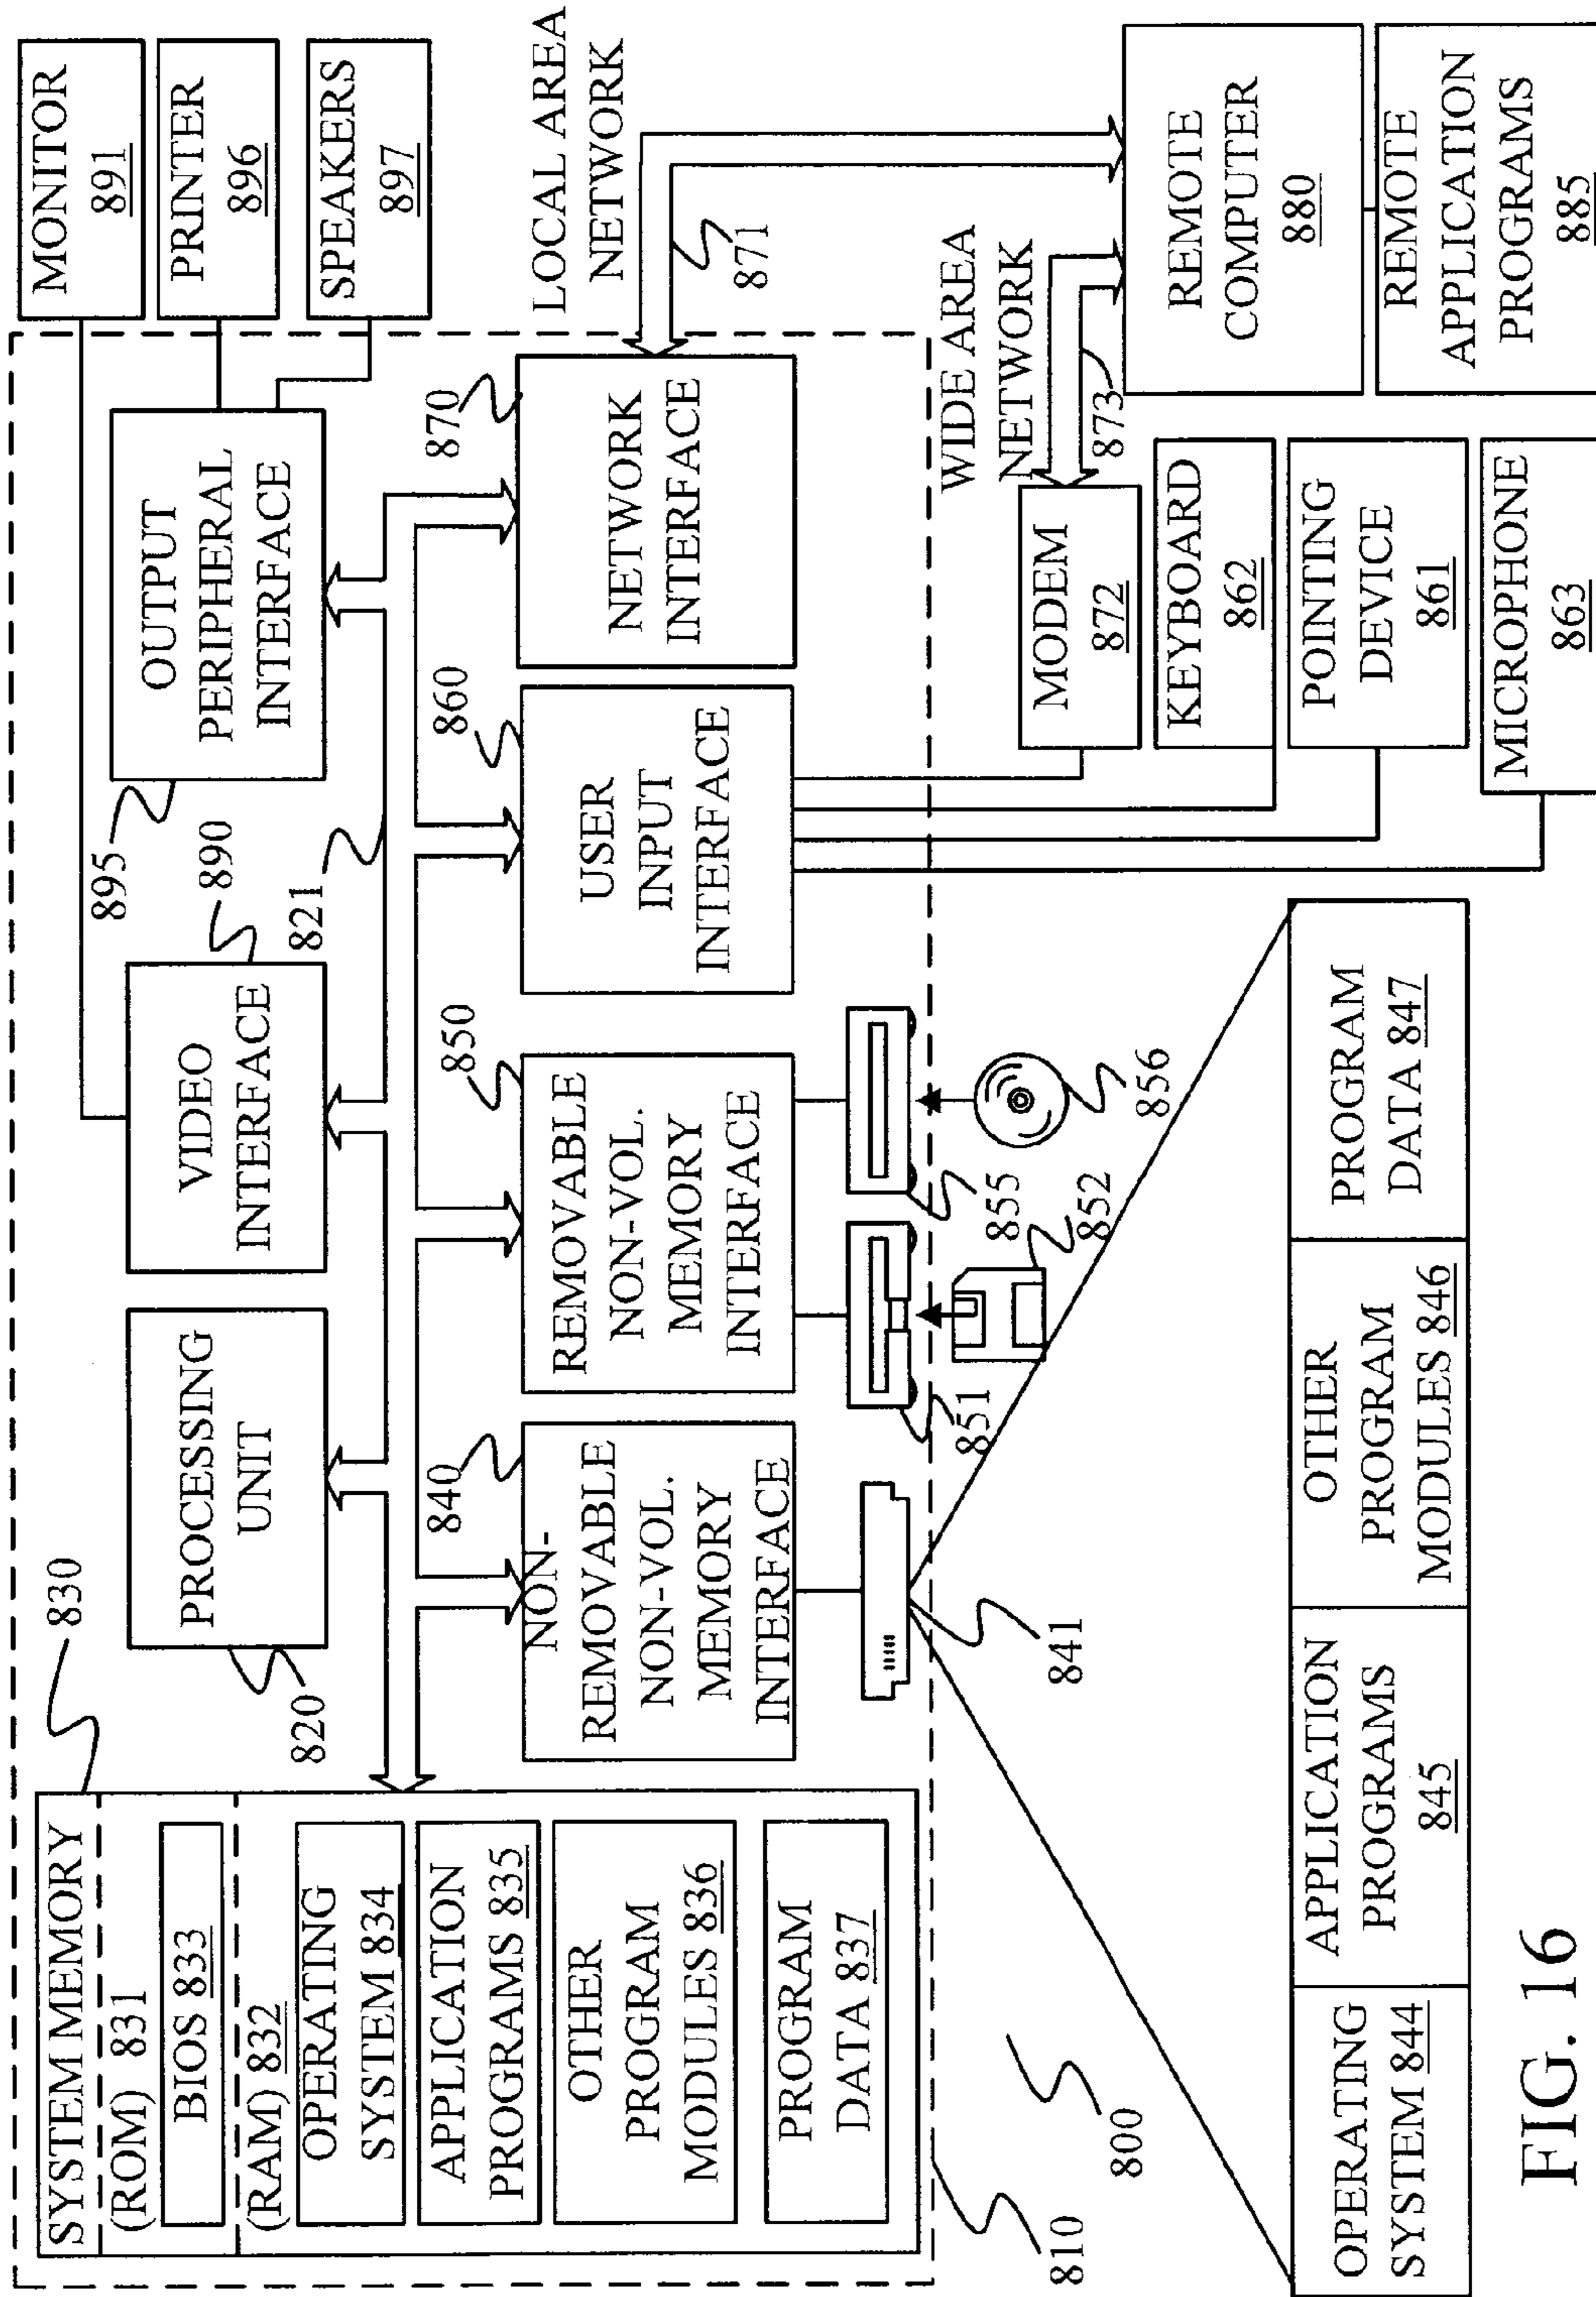 SYSTEM MEMORY
(ROM) 831
BIOS 833
(RAM) 832
OPERATING
SYSTEM 834
APPLICATION
PROGRAMS 835
OTHER
PROGRAM
MODULES 836
PROGRAM
DATA 837
830
820
PROCESSING
UNIT
VIDEO
INTERFACE
890
821
895
OUTPUT
PERIPHERAL
INTERFACE
MONITOR
891
PRINTER
896
SPEAKERS
897
840
NON-
REMOVABLE
NON-VOL.
MEMORY
INTERFACE
850
REMOVABLE
NON-VOL.
MEMORY
INTERFACE
860
USER
INPUT
INTERFACE
870
NETWORK
INTERFACE
LOCAL AREA
NETWORK
871
WIDE AREA
NETWORK
873
841
851
852
855
856
MODEM
872
KEYBOARD
862
POINTING
DEVICE
861
MICROPHONE
863
REMOTE
COMPUTER
880
REMOTE
APPLICATION
PROGRAMS
885
810
800
OPERATING
SYSTEM 844
APPLICATION
PROGRAMS
845
OTHER
PROGRAM
MODULES 846
PROGRAM
DATA 847
FIG. 16